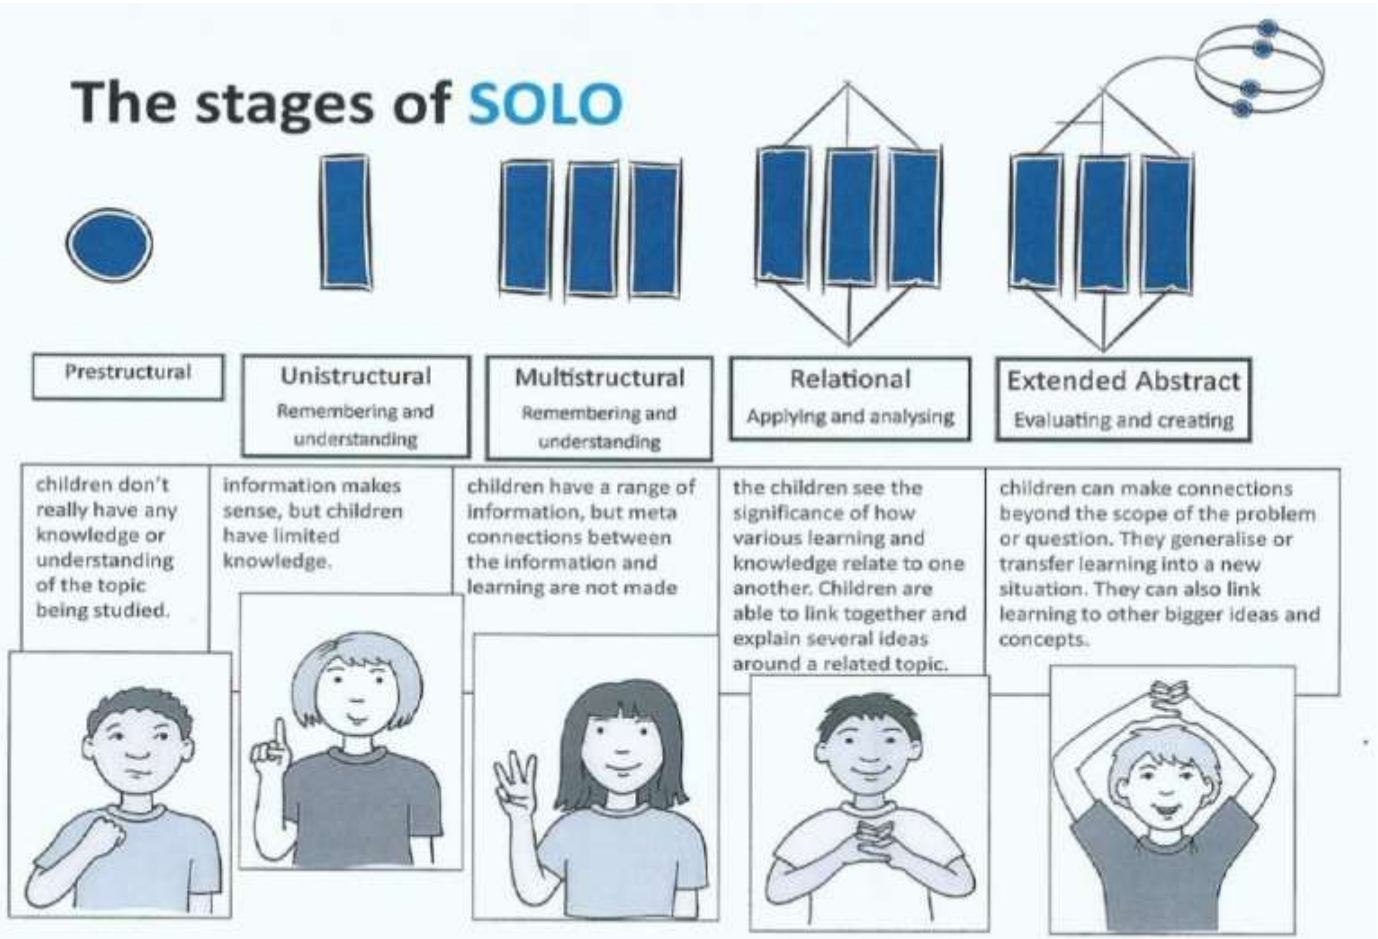 The stages of SOLO
Prestructural
Unistructural
Remembering and
understanding
Multistructural
Remembering and
understanding
Relational
Applying and analysing
Extended Abstract
Evaluating and creating
children don't
really have any
knowledge or
understanding
of the topic
being studied.
information makes
sense, but children
have limited
knowledge.
children have a range of
information, but meta
connections between
the information and
learning are not made
the children see the
significance of how
various learning and
knowledge relate to one
another. Children are
able to link together and
explain several ideas
around a related topic.
children can make connections
beyond the scope of the problem
or question. They generalise or
transfer learning into a new
situation. They can also link
learning to other bigger ideas and
concepts.